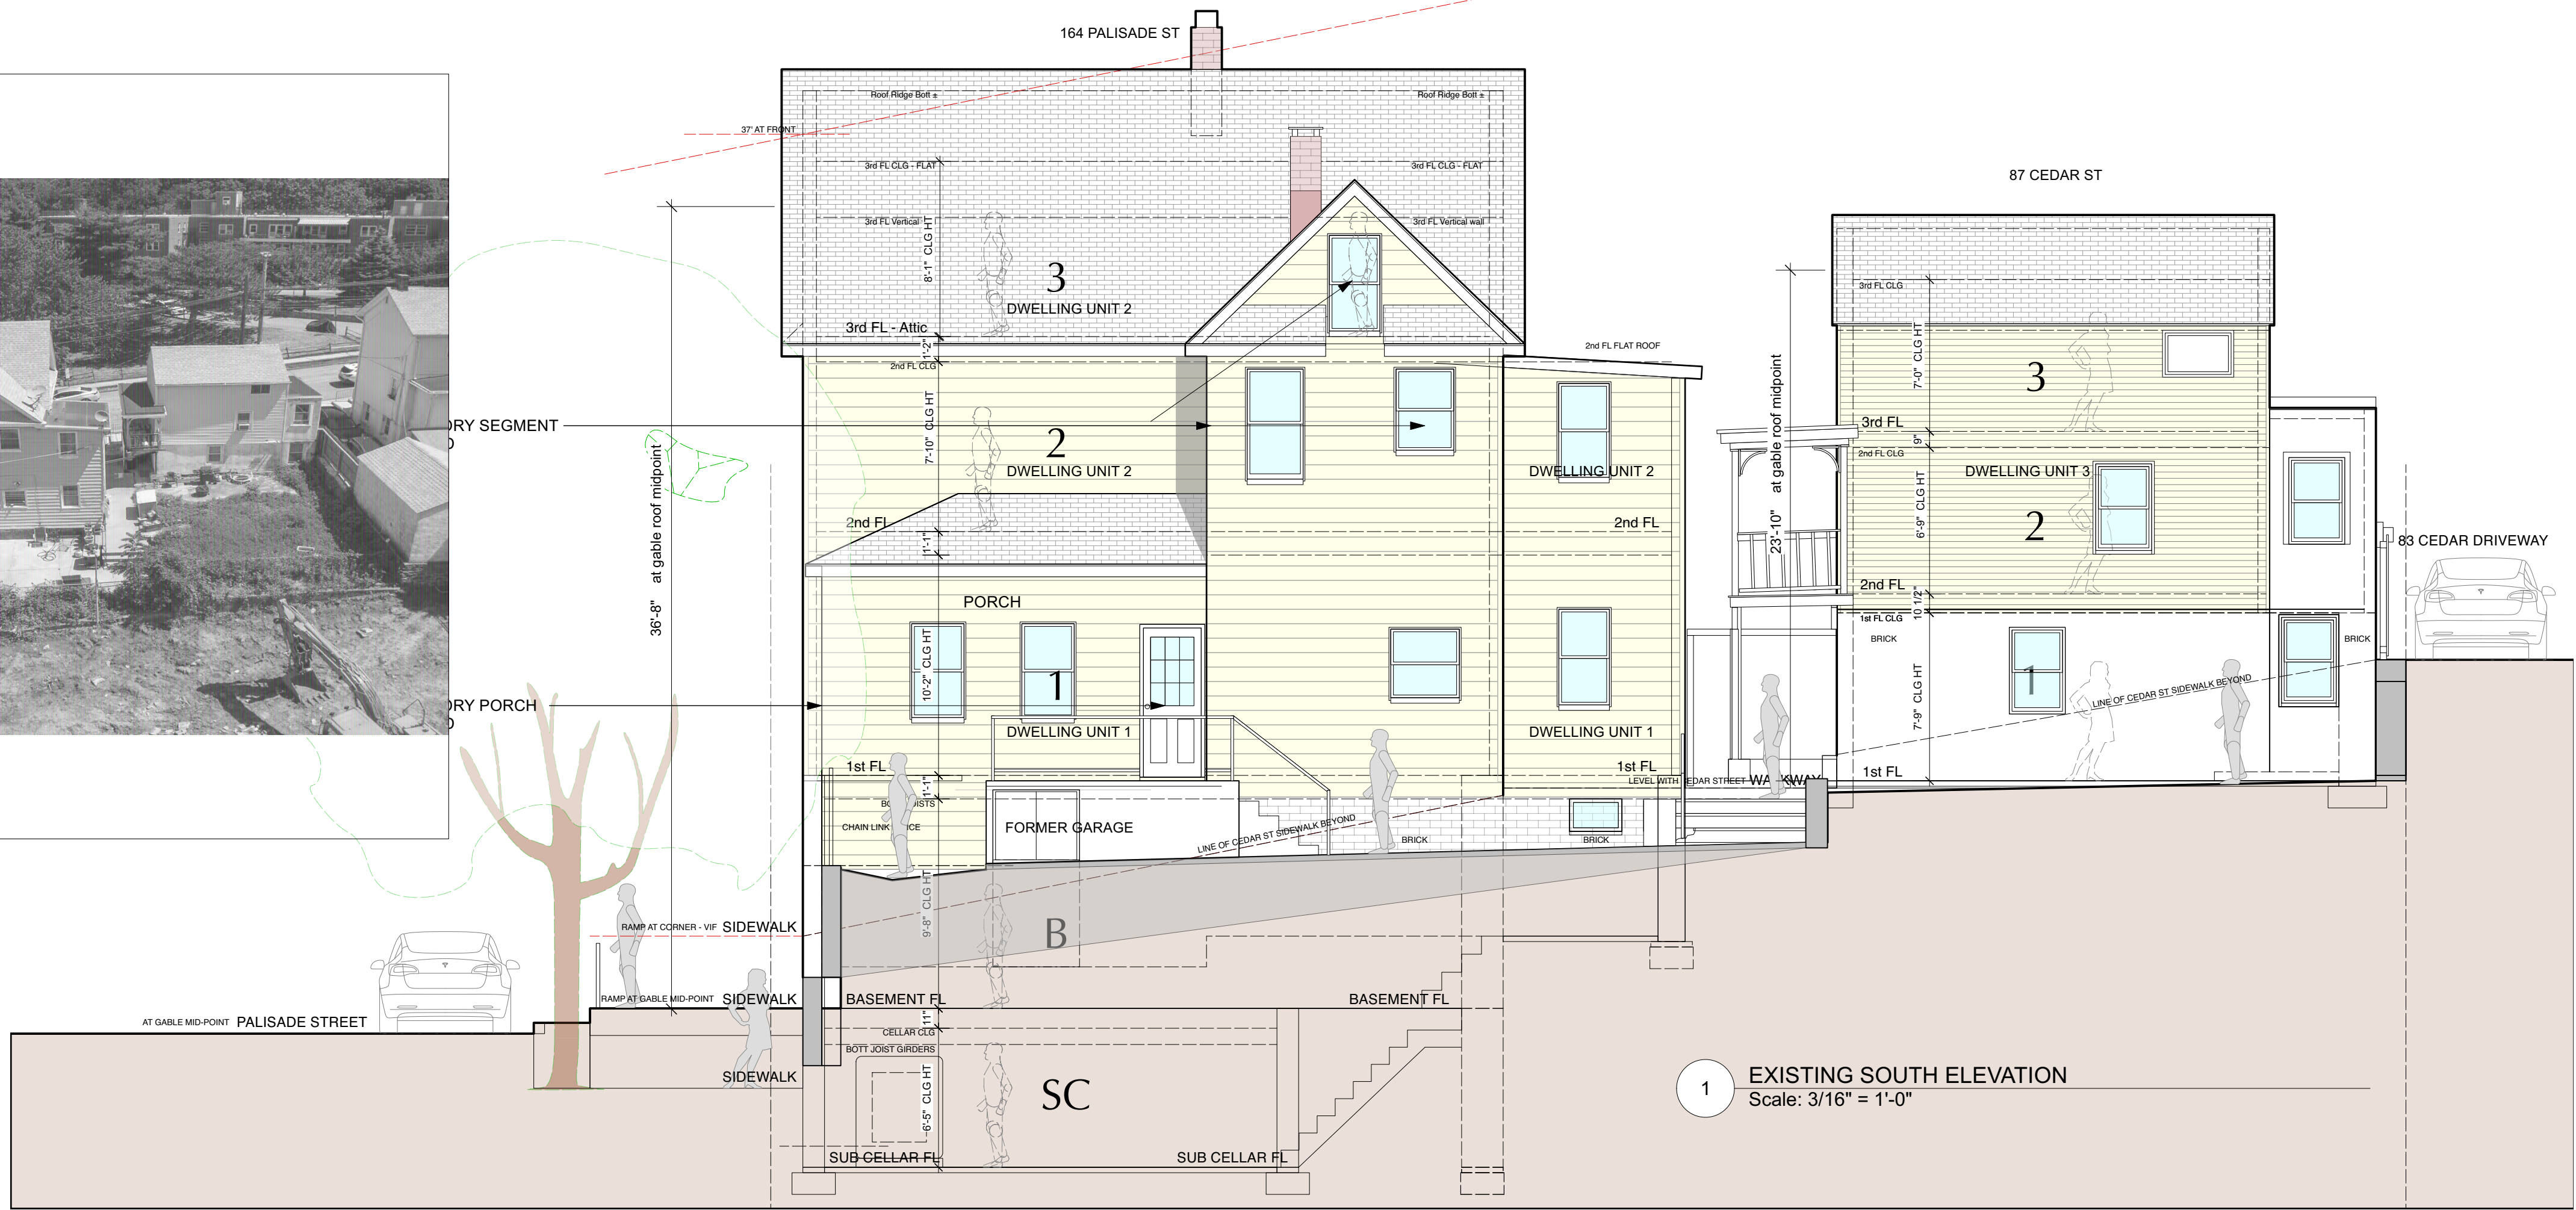 164 PALISADE ST
Roof Ridge Bott ±
Roof Ridge Bott ±
37' AT FRONT
3rd FL CLG - FLAT
3rd FL CLG - FLAT
87 CEDAR ST
3rd FL Vertical
3rd FL Vertical wall
8'-1" CLG HT
3
DWELLING UNIT 2
3rd FL CLG
3rd FL - Attic
1'-2"
2nd FL CLG
2nd FL FLAT ROOF
7'-0" CLG HT
3
ORY SEGMENT
7'-10" CLG HT
2
DWELLING UNIT 2
DWELLING UNIT 2
36'-8" at gable roof midpoint
23'-10" at gable roof midpoint
3rd FL
9"
2nd FL CLG
DWELLING UNIT 3
6'-9" CLG HT
2
2nd FL
2nd FL
1'-1"
83 CEDAR DRIVEWAY
2nd FL
10 1/2"
PORCH
1st FL CLG
BRICK
BRICK
10'-2" CLG HT
1
7'-9" CLG HT
1
LINE OF CEDAR ST SIDEWALK BEYOND
ORY PORCH
DWELLING UNIT 1
DWELLING UNIT 1
1st FL
1st FL
1st FL
1'-1"
LEVEL WITH CEDAR STREET WALKWAY
CHAIN LINK
FORMER GARAGE
LINE OF CEDAR ST SIDEWALK BEYOND
BRICK
BRICK
9'-8" CLG HT
B
RAMP AT CORNER - VIF SIDEWALK
RAMP AT GABLE MID-POINT SIDEWALK
BASEMENT FL
BASEMENT FL
AT GABLE MID-POINT PALISADE STREET
11"
CELLAR CLG
BOTT JOIST GIRDERS
SIDEWALK
6'-5" CLG HT
SC
SUB CELLAR FL
SUB CELLAR FL
1
EXISTING SOUTH ELEVATION
Scale: 3/16" = 1'-0"